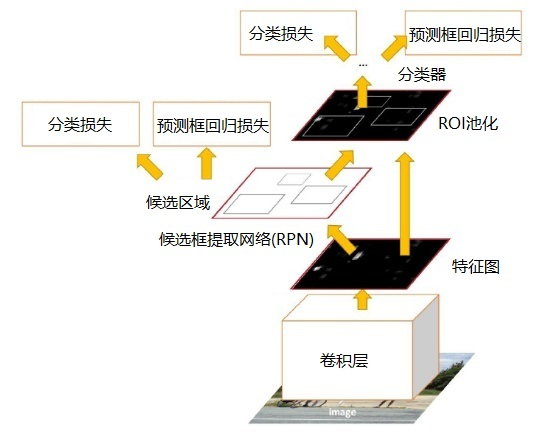 分类损失
预测框回归损失
...
分类器
分类损失
预测框回归损失
ROI池化
候选区域
候选框提取网络(RPN)
特征图
卷积层
image